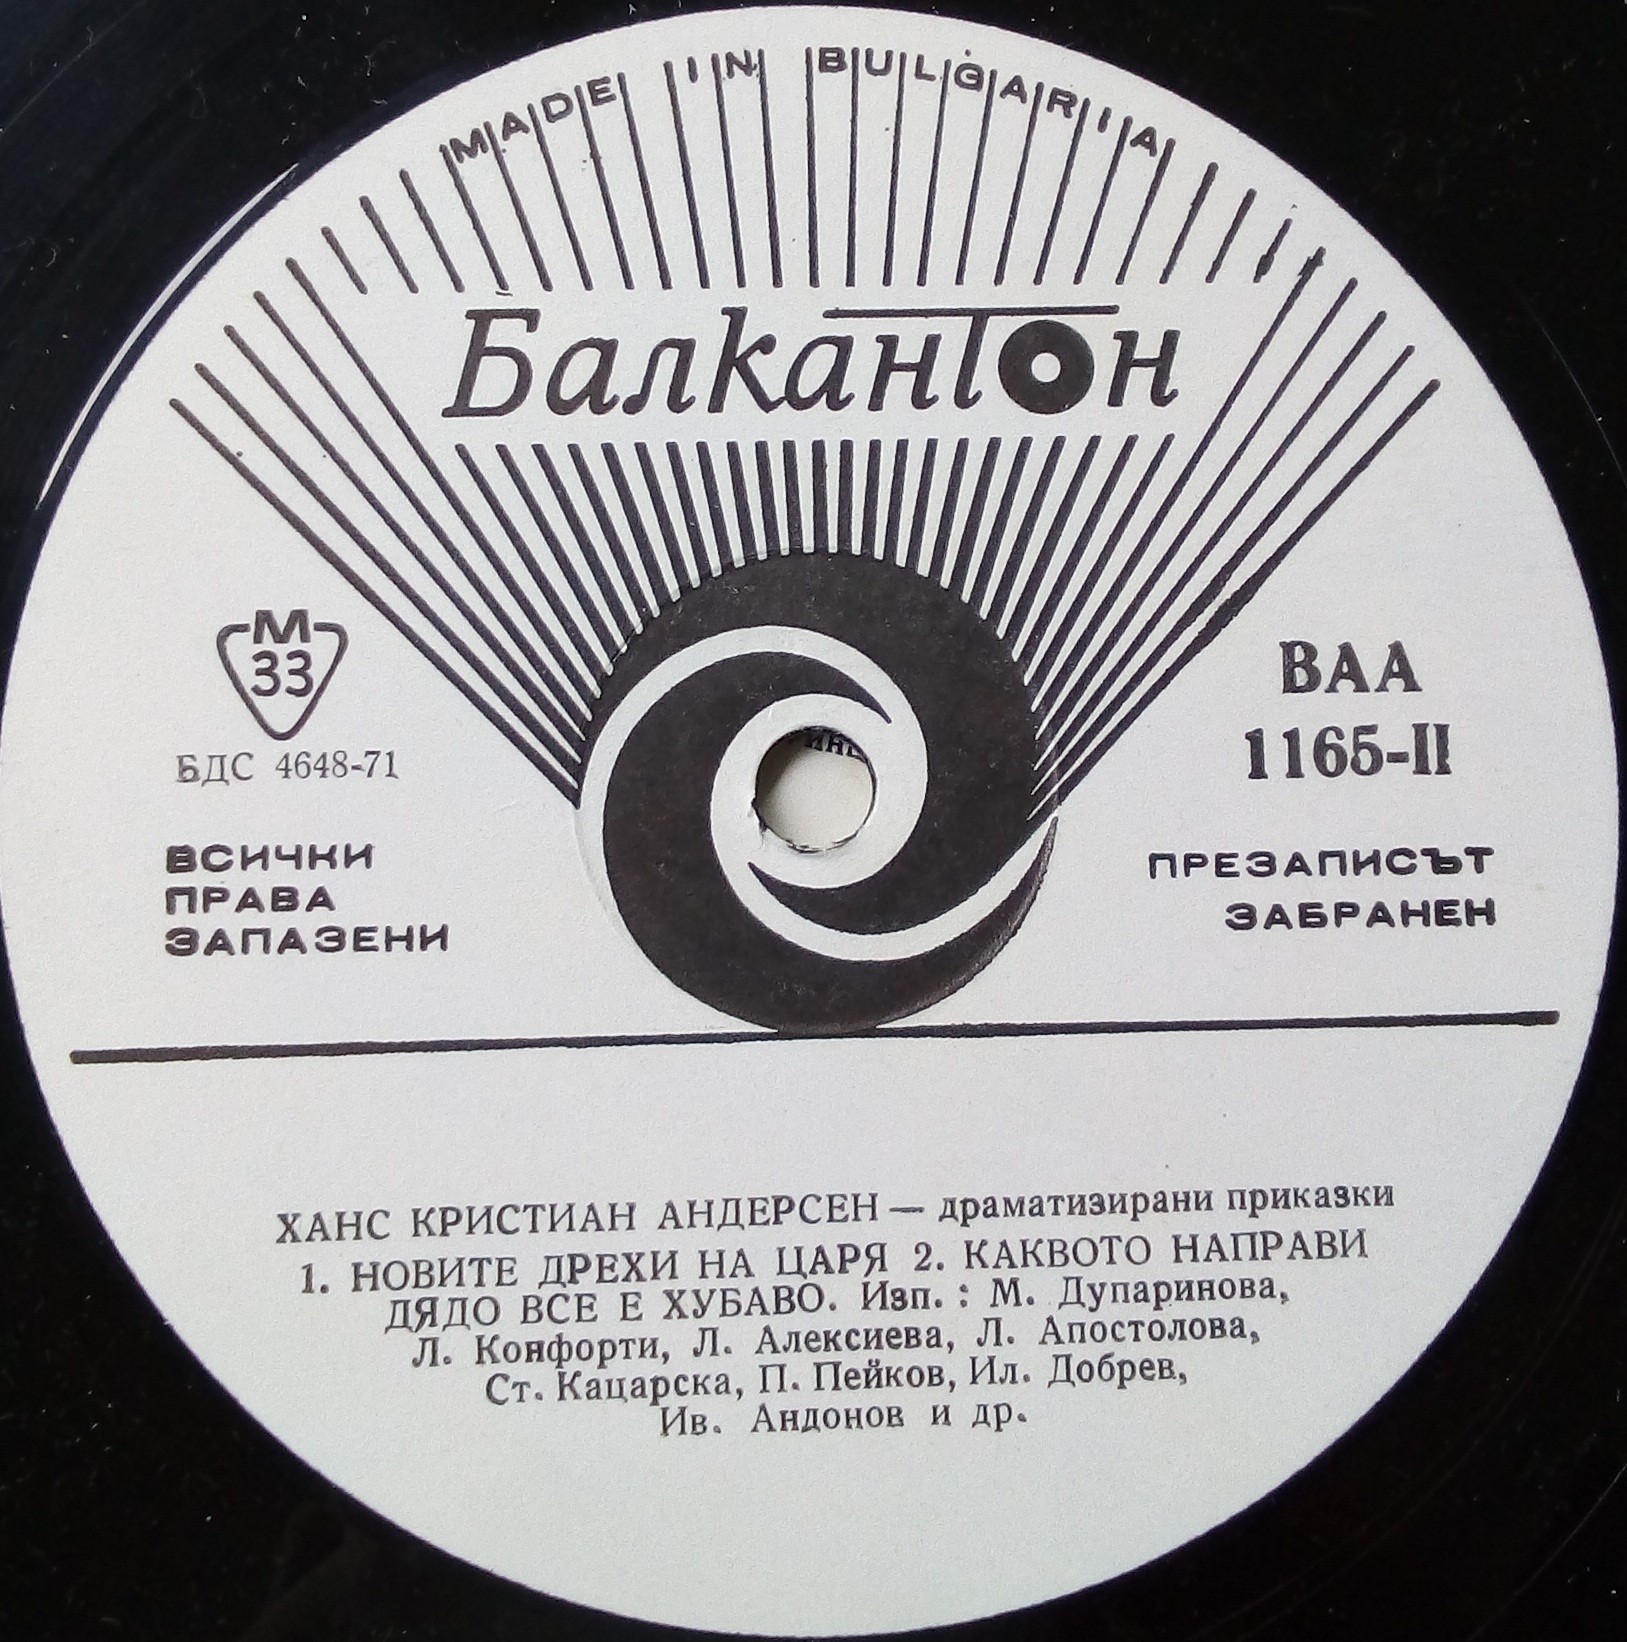 MADE IN BULGARIA
Балкантон
М
33
БДС 4648-71
ВСИЧКИ
ПРАВА
ЗАПАЗЕНИ
ВАА
1165-II
ПРЕЗАПИСЪТ
ЗАБРАНЕН
ХАНС КРИСТИАН АНДЕРСЕН — драматизирани приказки
1. НОВИТЕ ДРЕХИ НА ЦАРЯ 2. КАКВОТО НАПРАВИ
ДЯДО ВСЕ Е ХУБАВО. Изп. : М. Дупаринова,
Л. Конфорти, Л. Алексиева, Л. Апостолова,
Ст. Кацарска, П. Пейков, Ил. Добрев,
Ив. Андонов и др.